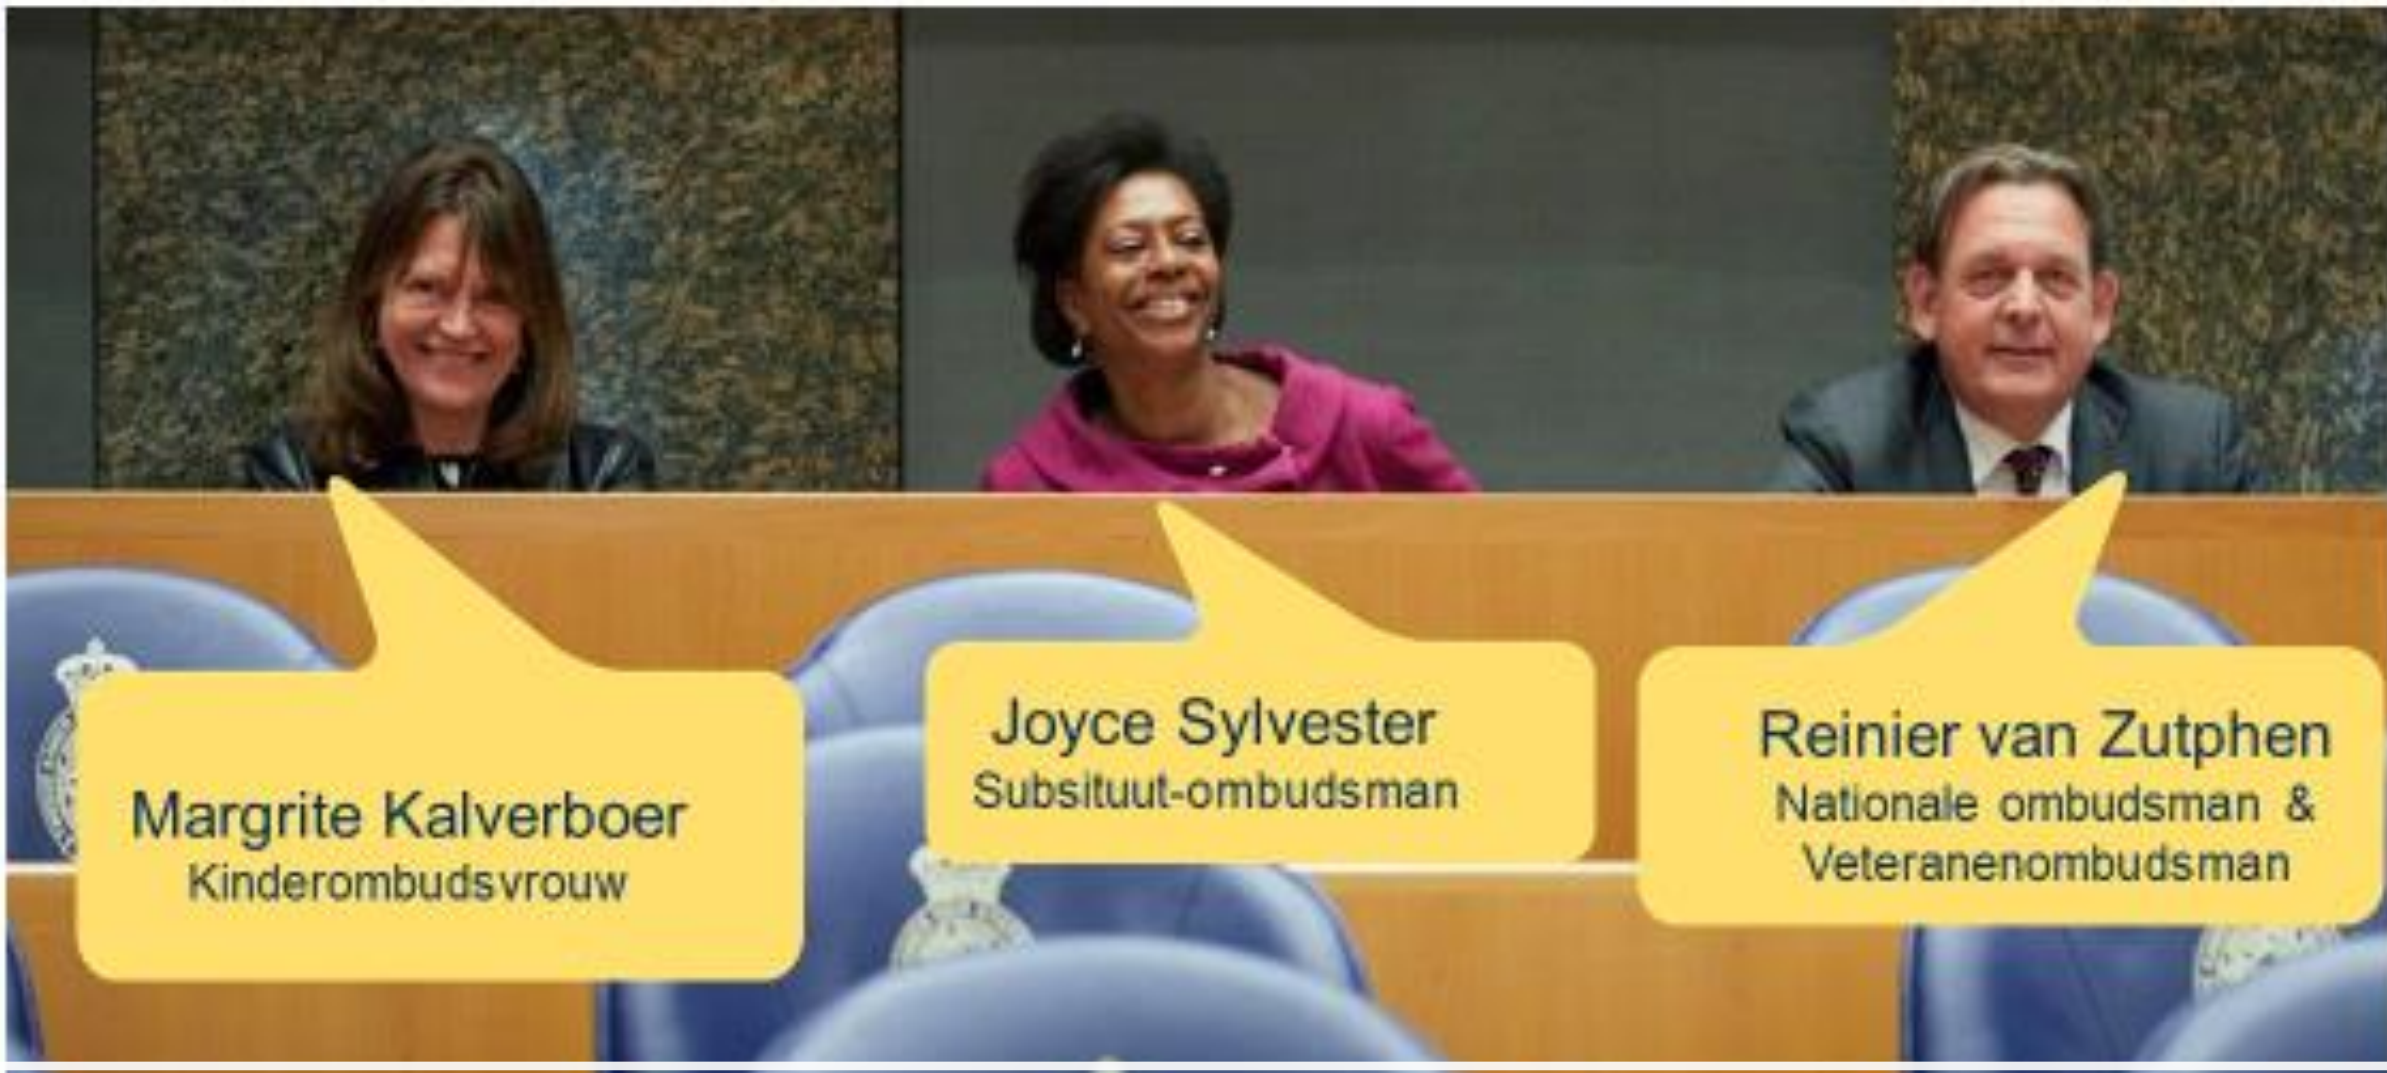 Margrite Kalverboer
Kinderombudsvrouw
Joyce Sylvester
Subsituut-ombudsman
Reinier van Zutphen
Nationale ombudsman &
Veteranenombudsman